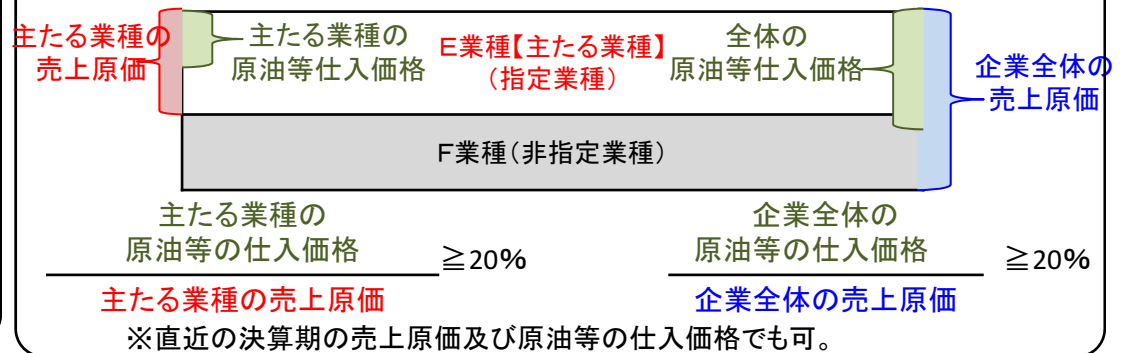 主たる業種の
売上原価
主たる業種の
原油等仕入価格
E業種【主たる業種】
（指定業種）
全体の
原油等仕入価格
企業全体の
売上原価
F業種（非指定業種）
主たる業種の
原油等の仕入価格
≧20%
主たる業種の売上原価
企業全体の
原油等の仕入価格
≧20%
企業全体の売上原価
※直近の決算期の売上原価及び原油等の仕入価格でも可。